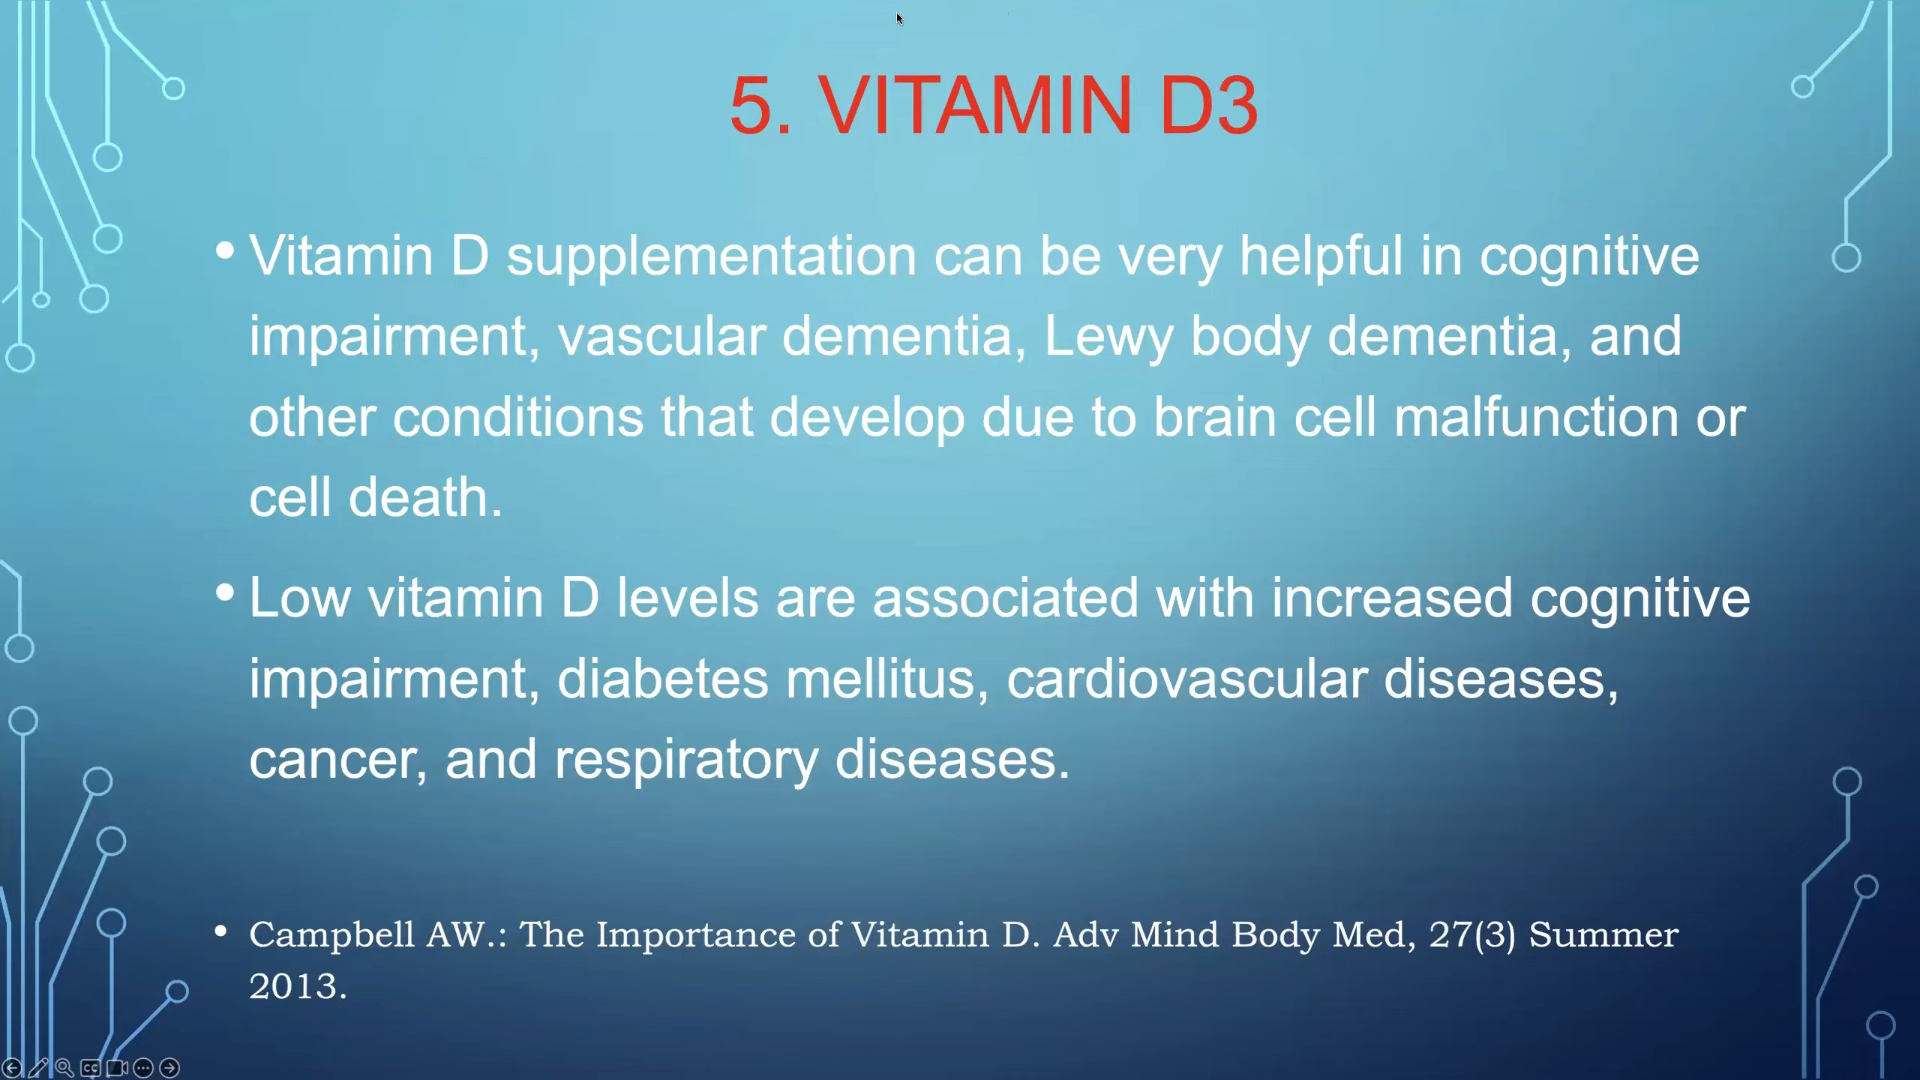 5. VITAMIN D3
• Vitamin D supplementation can be very helpful in cognitive
impairment, vascular dementia, Lewy body dementia, and
other conditions that develop due to brain cell malfunction or
cell death.
• Low vitamin D levels are associated with increased cognitive
impairment, diabetes mellitus, cardiovascular diseases,
cancer, and respiratory diseases.
• Campbell AW.: The Importance of Vitamin D. Adv Mind Body Med, 27(3) Summer
2013.
CC